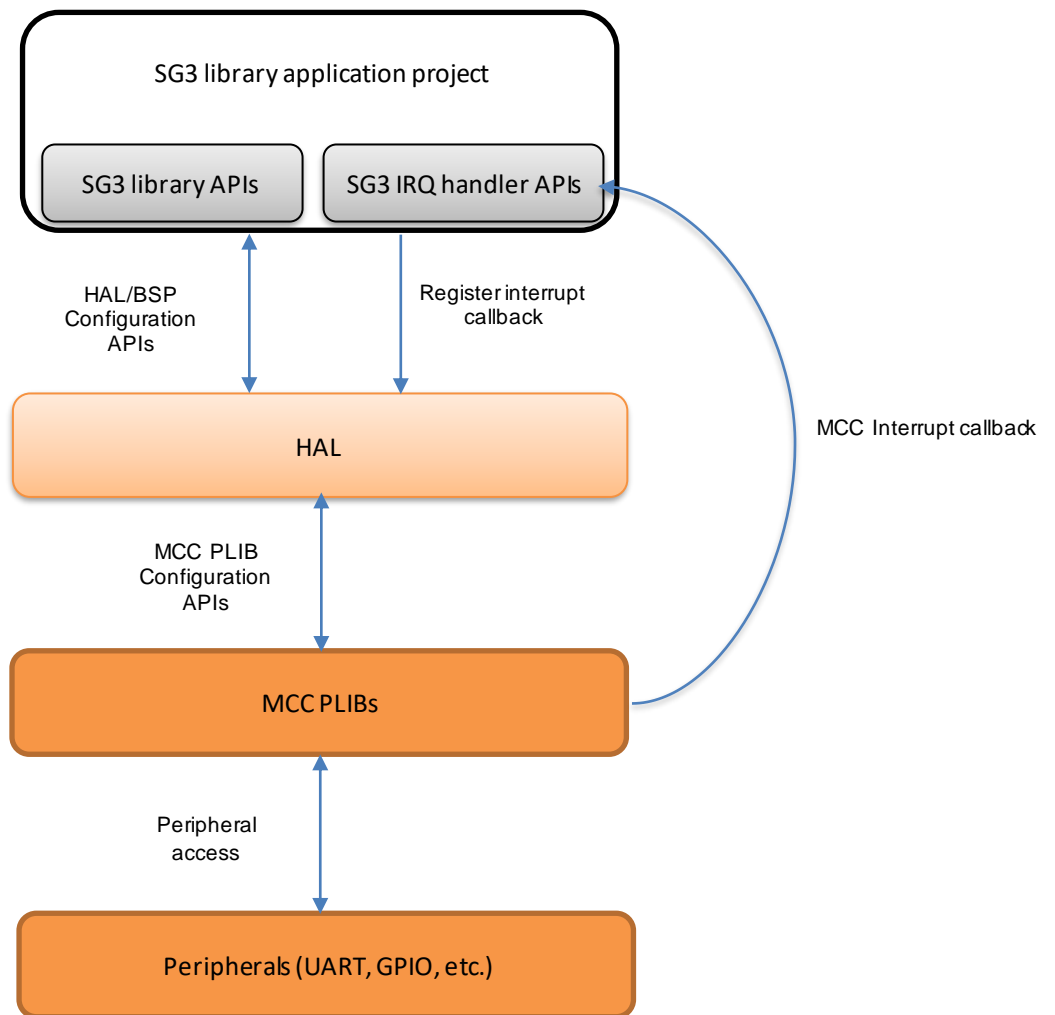 SG3 library application project
SG3 library APIs
SG3 IRQ handler APIs
HAL/BSP
Configuration
APIs
Register interrupt
callback
HAL
MCC Interrupt callback
MCC PLIB
Configuration
APIs
MCC PLIBs
Peripheral
access
Peripherals (UART, GPIO, etc.)